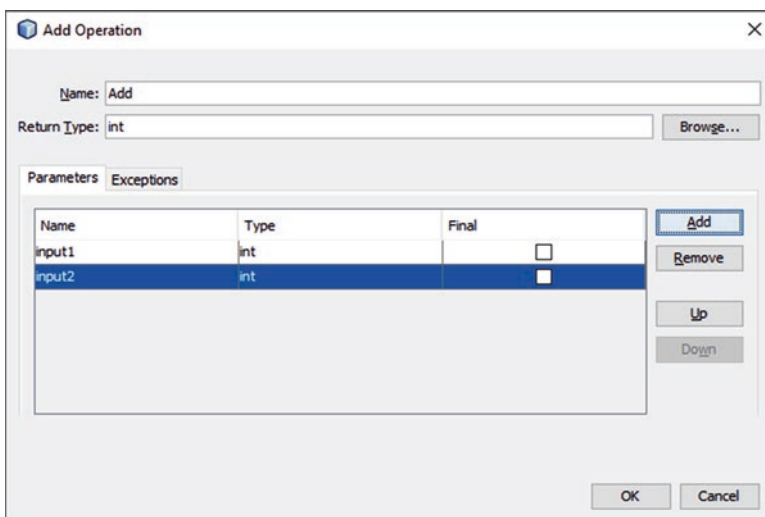 Add Operation
Name: Add
Return Type: int Browse...
Parameters Exceptions
Name Type Final Add
input1 int Remove
input2 int
Up
Down
OK Cancel